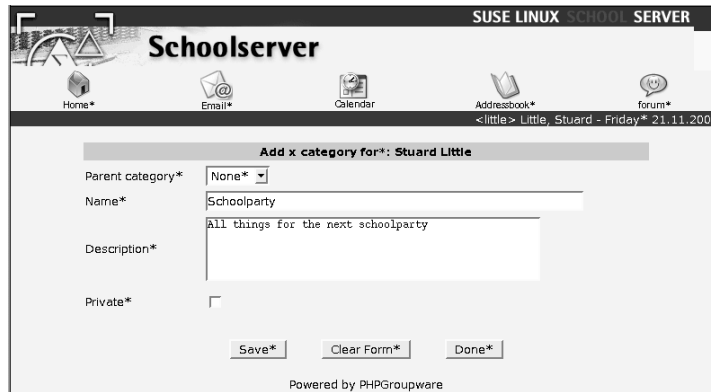 SUSE LINUX SCHOOL SERVER
Schoolserver
Home* Email* Calendar Addressbook* forum*
<little> Little, Stuard - Friday* 21.11.200
Add x category for*: Stuard Little
Parent category* None*
Name* Schoolparty
All things for the next schoolparty
Description*
Private*
Save* Clear Form* Done*
Powered by PHPGroupware